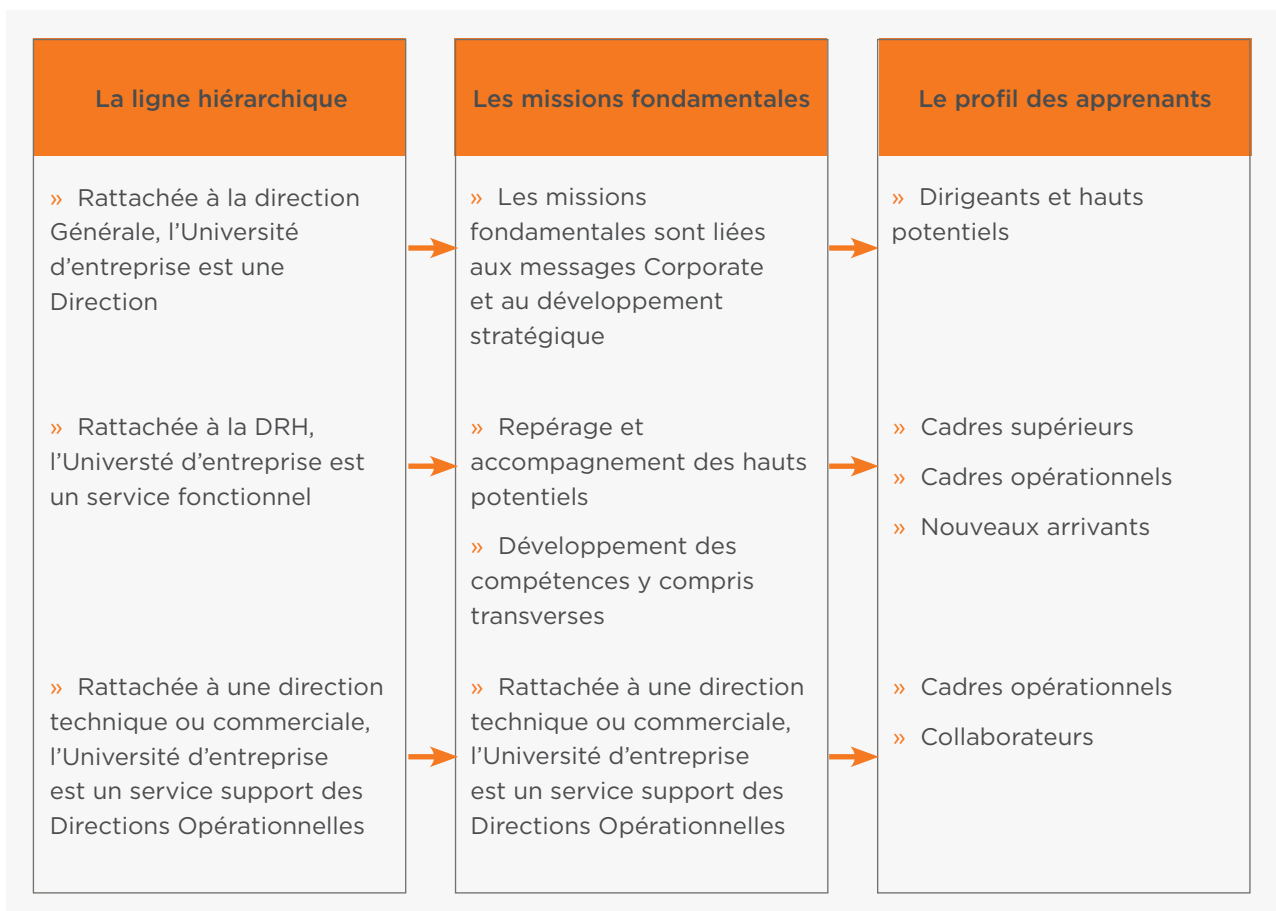 La ligne hiérarchique
» Rattachée à la direction
Générale, l’Université
d’entreprise est une
Direction
» Rattachée à la DRH,
l’Universté d’entreprise est
un service fonctionnel
» Rattachée à une direction
technique ou commerciale,
l’Université d’entreprise
est un service support des
Directions Opérationnelles
Les missions fondamentales
» Les missions
fondamentales sont liées
aux messages Corporate
et au développement
stratégique
» Repérage et
accompagnement des hauts
potentiels
» Développement des
compétences y compris
transverses
» Rattachée à une direction
technique ou commerciale,
l’Université d’entreprise
est un service support des
Directions Opérationnelles
Le profil des apprenants
» Dirigeants et hauts
potentiels
» Cadres supérieurs
» Cadres opérationnels
» Nouveaux arrivants
» Cadres opérationnels
» Collaborateurs